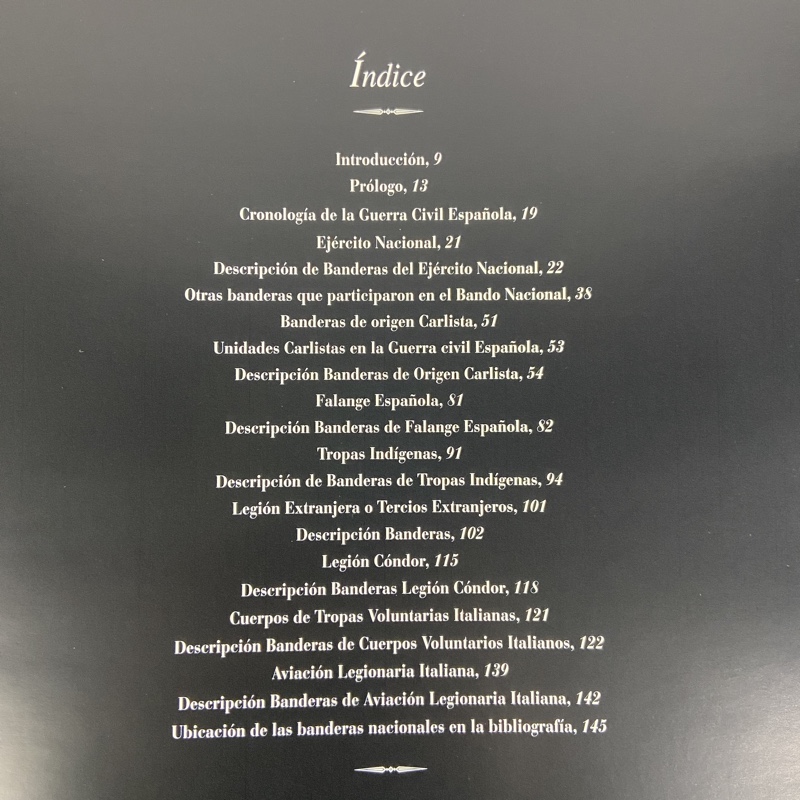 Índice
Introducción, 9
Prólogo, 13
Cronología de la Guerra Civil Española, 19
Ejército Nacional, 21
Descripción de Banderas del Ejército Nacional, 22
Otras banderas que participaron en el Bando Nacional, 38
Banderas de origen Carlista, 51
Unidades Carlistas en la Guerra civil Española, 53
Descripción Banderas de Origen Carlista, 54
Falange Española, 81
Descripción Banderas de Falange Española, 82
Tropas Indígenas, 91
Descripción de Banderas de Tropas Indígenas, 94
Legión Extranjera o Tercios Extranjeros, 101
Descripción Banderas, 102
Legión Cóndor, 115
Descripción Banderas Legión Cóndor, 118
Cuerpos de Tropas Voluntarias Italianas, 121
Descripción Banderas de Cuerpos Voluntarios Italianos, 122
Aviación Legionaria Italiana, 139
Descripción Banderas de Aviación Legionaria Italiana, 142
Ubicación de las banderas nacionales en la bibliografía, 145